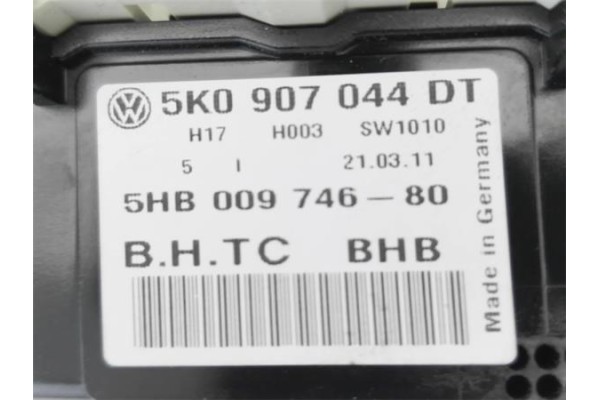 5K0 907 044 DT
H17 H003 SW1010
5 I 21.03.11
5HB 009 746-80
B.H.TC BHB
Made in Germany